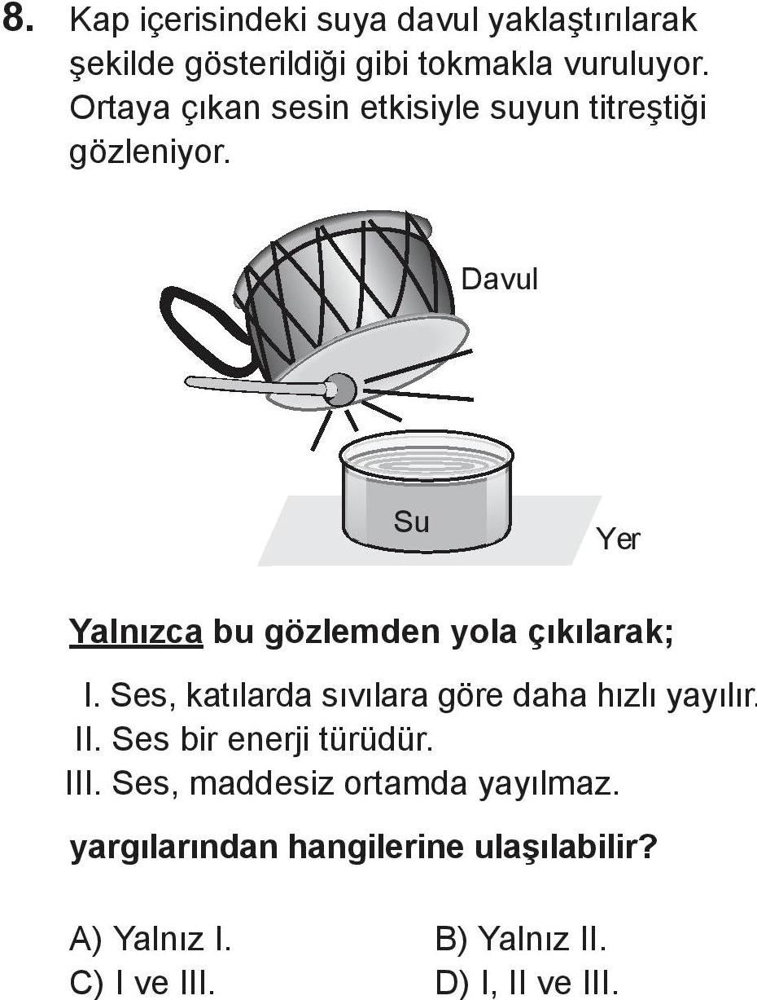 8. Kap içerisindeki suya davul yaklaştırılarak
şekilde gösterildiği gibi tokmakla vuruluyor.
Ortaya çıkan sesin etkisiyle suyun titreştiği
gözleniyor.
Davul
Su
Yer
Yalnızca bu gözlemden yola çıkılarak;
I. Ses, katılarda sıvılara göre daha hızlı yayılır.
II. Ses bir enerji türüdür.
III. Ses, maddesiz ortamda yayılmaz.
yargılarından hangilerine ulaşılabilir?
A) Yalnız I. B) Yalnız II.
C) I ve III. D) I, II ve III.